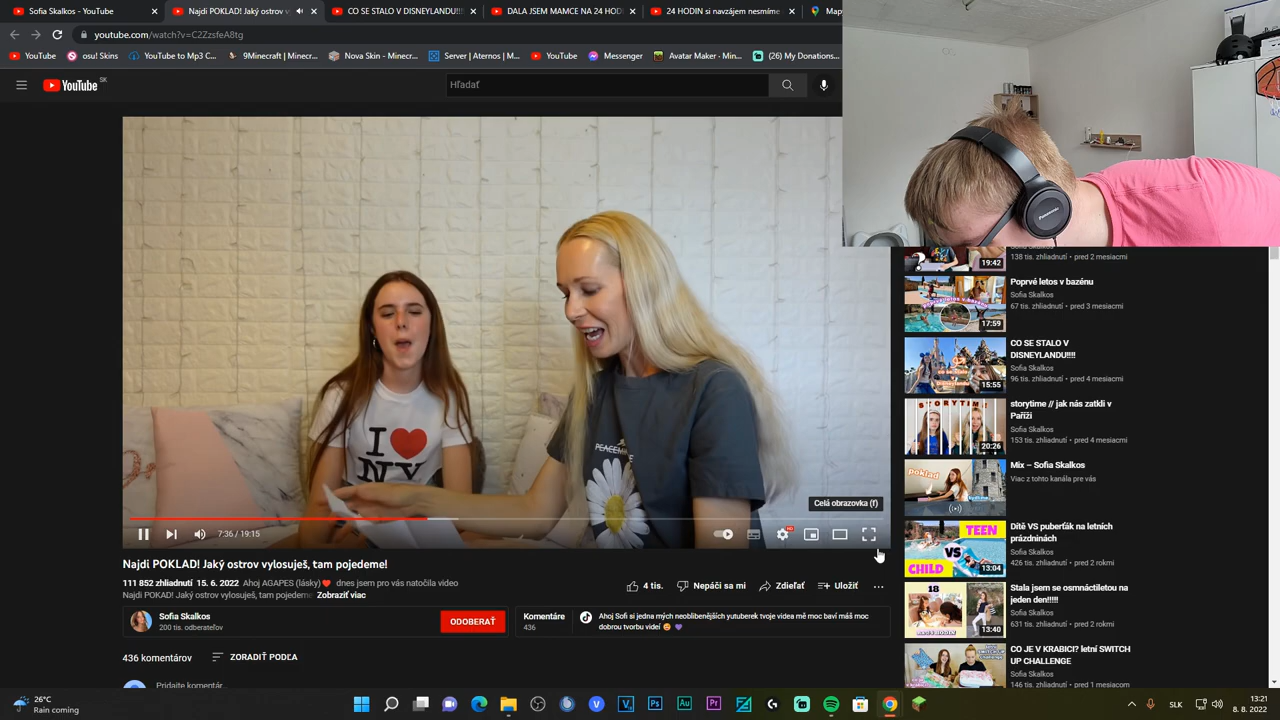 Sofia Skalkos - YouTube
Najdi POKLAD! Jaký ostrov v
CO SE STALO V DISNEYLANDU!!!
DALA JSEM MAMCE NA 24 HOD
24 HODIN si navzájem nemů
Map
youtube.com/watch?v=C2ZzsfeA8tg
YouTube
osu! Skins
YouTube to Mp3 C...
9Minecraft | Minecr...
Nova Skin - Minecra...
Server | Aternos | M...
YouTube
Messenger
Avatar Maker - Mine...
(26) My Donations...
YouTube SK
Hľadať
I NY
PEACE
Celá obrazovka (f)
7:36 / 19:15
HD
Najdi POKLAD! Jaký ostrov vylosuješ, tam pojedeme!
111 852 zhliadnutí • 15. 6. 2022 Ahoj AGAPES (lásky) dnes jsem pro vás natočila video
Najdi POKLAD! Jaký ostrov vylosuješ, tam pojedeme Zobraziť viac
4 tis.
Nepáči sa mi
Zdieľať
Uložiť
Sofia Skalkos
200 tis. odberateľov
ODOBERAŤ
Komentáre
436
Ahoj Sofi si jedna mých neoblíbenějších yutuberek tvoje videa mě moc baví máš moc
dobrou tvorbu videí
436 komentárov
ZORADIŤ PODĽA
Pridajte komentár
19:42
138 tis. zhliadnutí • pred 2 mesiacmi
17:59
Poprvé letos v bazénu
Sofia Skalkos
67 tis. zhliadnutí • pred 3 mesiacmi
15:55
CO SE STALO V
DISNEYLANDU!!!!
Sofia Skalkos
96 tis. zhliadnutí • pred 4 mesiacmi
STORYTIME
20:26
storytime // jak nás zatkli v
Paříži
Sofia Skalkos
153 tis. zhliadnutí • pred 4 mesiacmi
poklad
Mix – Sofia Skalkos
Viac z tohto kanála pre vás
TEEN
VS
CHILD
13:04
Dítě VS puberťák na letních
prázdninách
Sofia Skalkos
426 tis. zhliadnutí • pred 2 rokmi
18
13:40
Stala jsem se osmnáctiletou na
jeden den!!!!!
Sofia Skalkos
631 tis. zhliadnutí • pred 2 rokmi
CO JE V KRABICI? letní SWITCH
UP CHALLENGE
Sofia Skalkos
146 tis. zhliadnutí • pred 1 mesiacom
Panasonic
26°C
Rain coming
SLK
13:21
8. 8. 2022